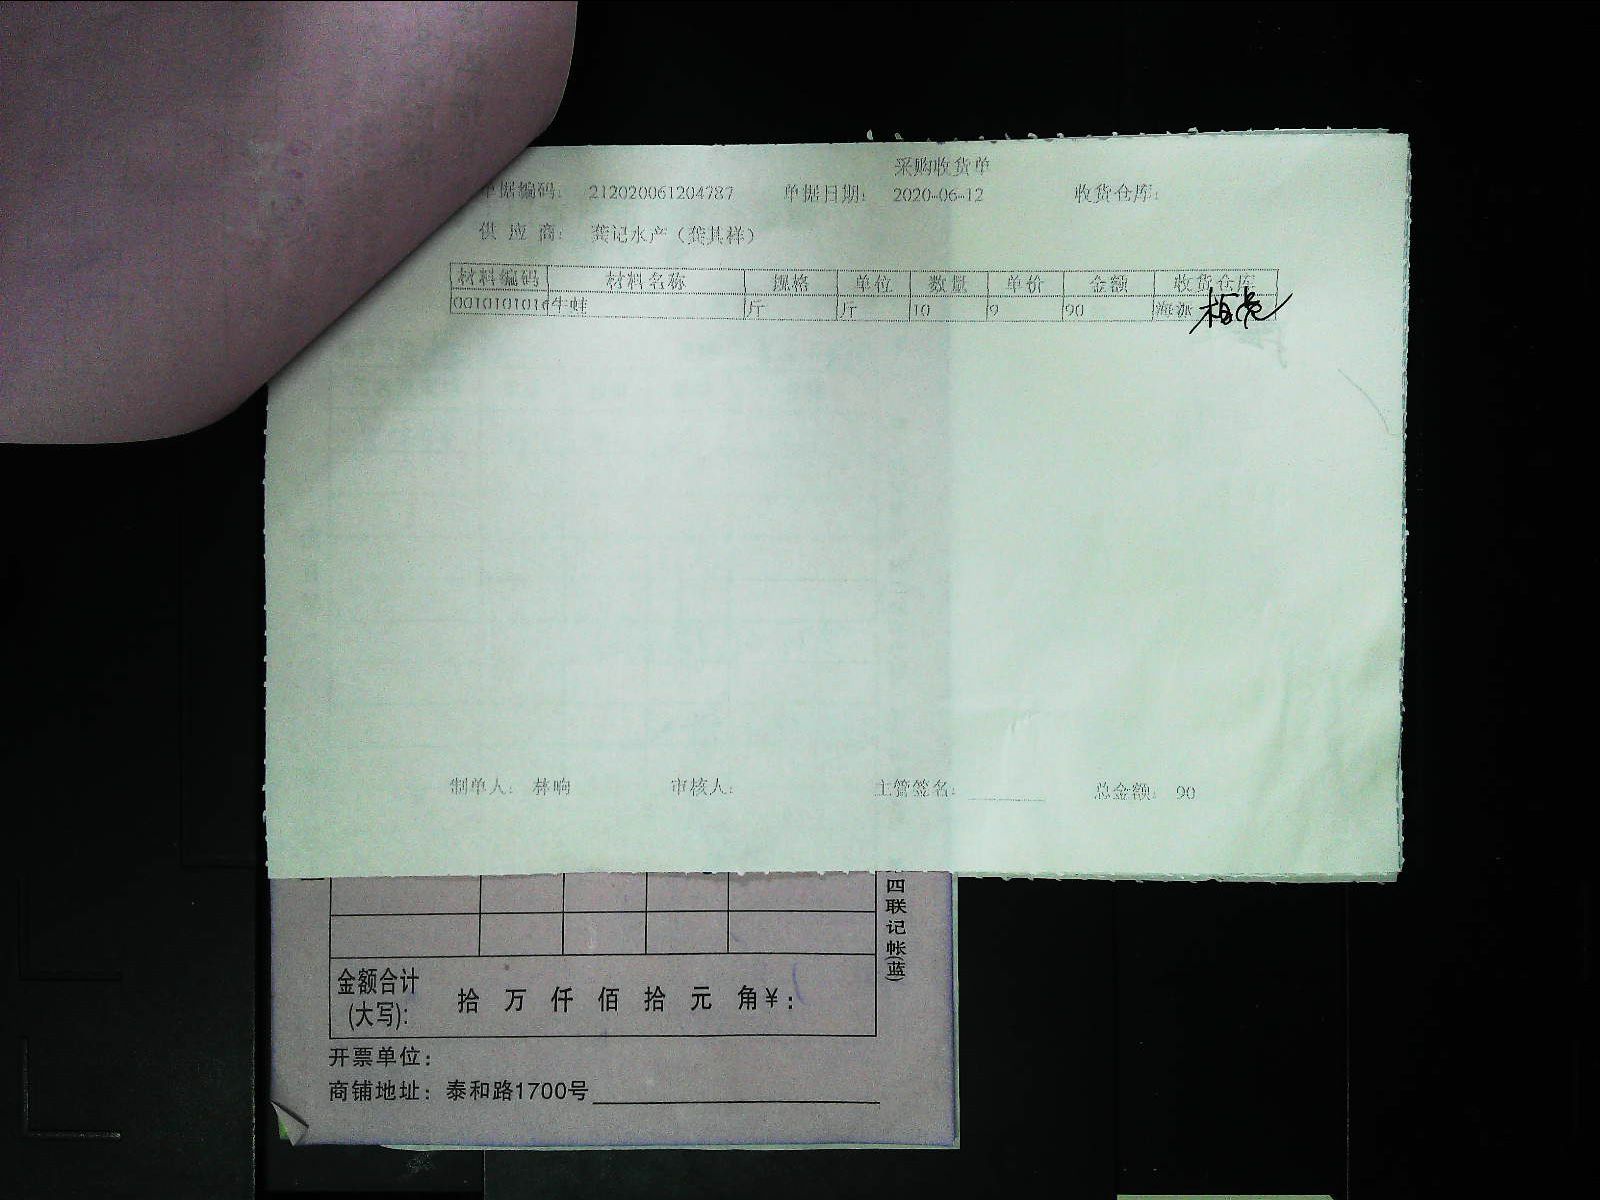 采购收货单
单据编码： 212020061204787 单据日期： 2020-06-12 收货仓库：
供 应 商： 龚记水产（龚其样）
材料编码 材料名称 规格 单位 数量 单价 金额 收货仓库
0010101016 牛蛙 斤 斤 10 9 90 海派
制单人： 林响 审核人： 主管签名： 总金额： 90
四联记帐(蓝)
金额合计
(大写)： 拾 万 仟 佰 拾 元 角 ¥：
开票单位：
商铺地址：泰和路1700号